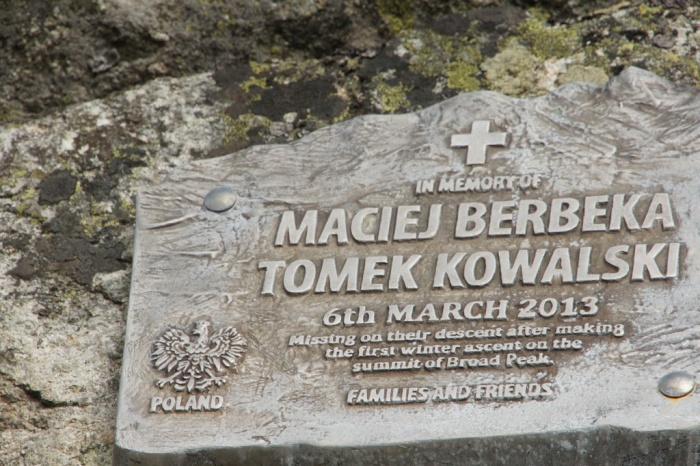 IN MEMORY OF
MACIEJ BERBEKA
TOMEK KOWALSKI
6th MARCH 2013
Missing on their descent after making
the first winter ascent on the
summit of Broad Peak.
FAMILIES AND FRIENDS
POLAND